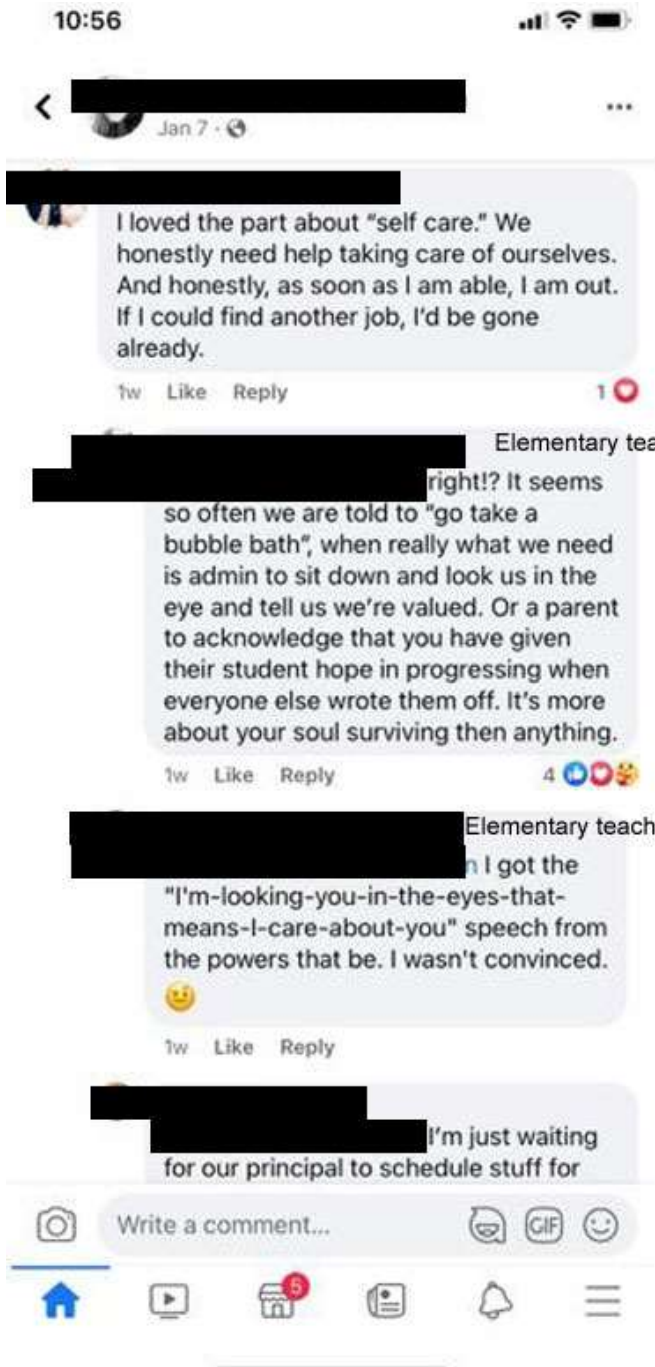 10:56
Jan 7 ·
I loved the part about “self care.” We
honestly need help taking care of ourselves.
And honestly, as soon as I am able, I am out.
If I could find another job, I’d be gone
already.
1w Like Reply 1
Elementary tea
right!? It seems
so often we are told to “go take a
bubble bath”, when really what we need
is admin to sit down and look us in the
eye and tell us we’re valued. Or a parent
to acknowledge that you have given
their student hope in progressing when
everyone else wrote them off. It’s more
about your soul surviving then anything.
1w Like Reply 4
Elementary teach
n I got the
"I'm-looking-you-in-the-eyes-that-
means-I-care-about-you" speech from
the powers that be. I wasn't convinced.
1w Like Reply
I’m just waiting
for our principal to schedule stuff for
Write a comment... GIF
5